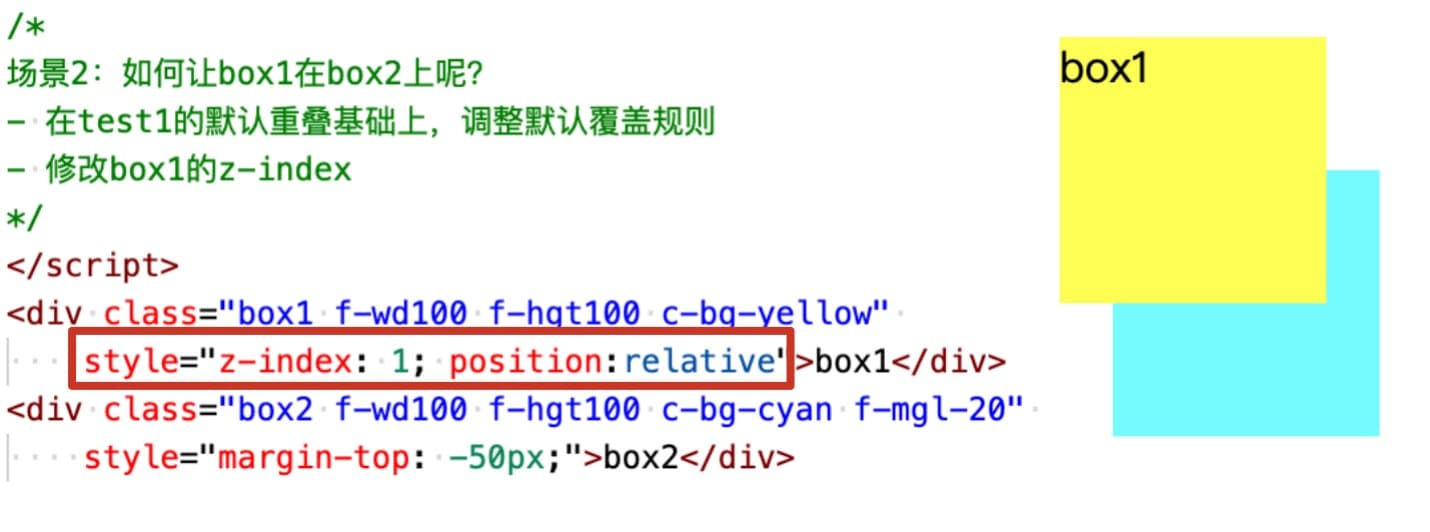 /*
场景2：如何让box1在box2上呢？
- 在test1的默认重叠基础上，调整默认覆盖规则
- 修改box1的z-index
*/
</script>
<div class="box1 f-wd100 f-hgt100 c-bg-yellow"
style="z-index: 1; position:relative">box1</div>
<div class="box2 f-wd100 f-hgt100 c-bg-cyan f-mgl-20"
style="margin-top: -50px;">box2</div>
box1